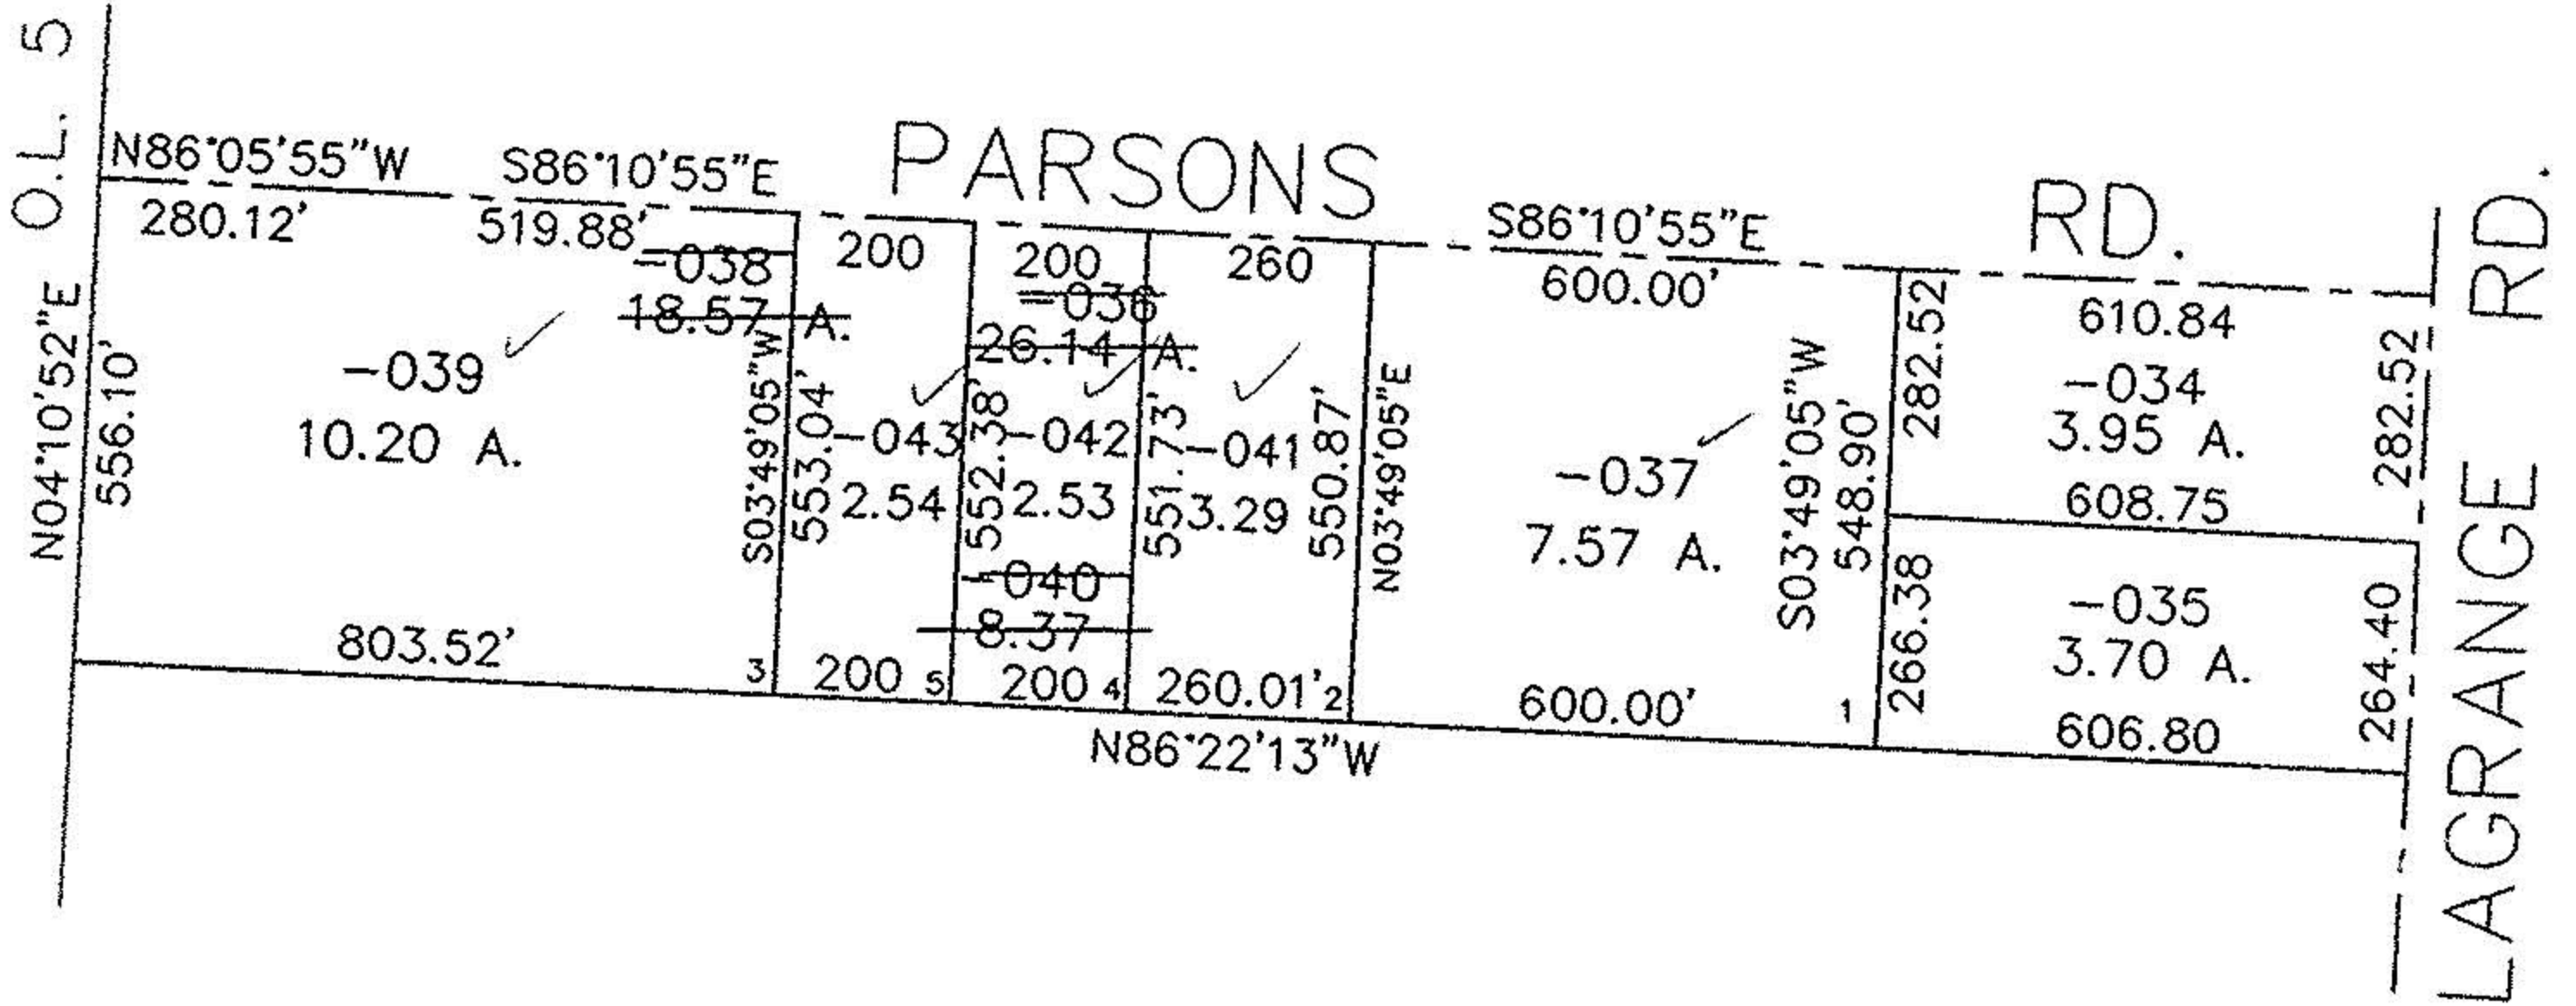 O.L. 5
PARSONS RD.
LAGRANGE RD.
N86°05'55"W
280.12'
S86°10'55"E
519.88'
-038
18.57 A.
N04°10'52"E
556.10'
-039
10.20 A.
803.52'
S03°49'05"W
553.04'
3
200
-043
2.54
200
5
552.38'
200
-036
26.14 A.
-042
2.53
-040
8.37
200
4
551.73'
260
-041
3.29
260.01'
2
550.87'
N03°49'05"E
N86°22'13"W
S86°10'55"E
600.00'
-037
7.57 A.
600.00'
S03°49'05"W
548.90'
1
282.52
610.84
-034
3.95 A.
282.52
608.75
266.38
-035
3.70 A.
264.40
606.80